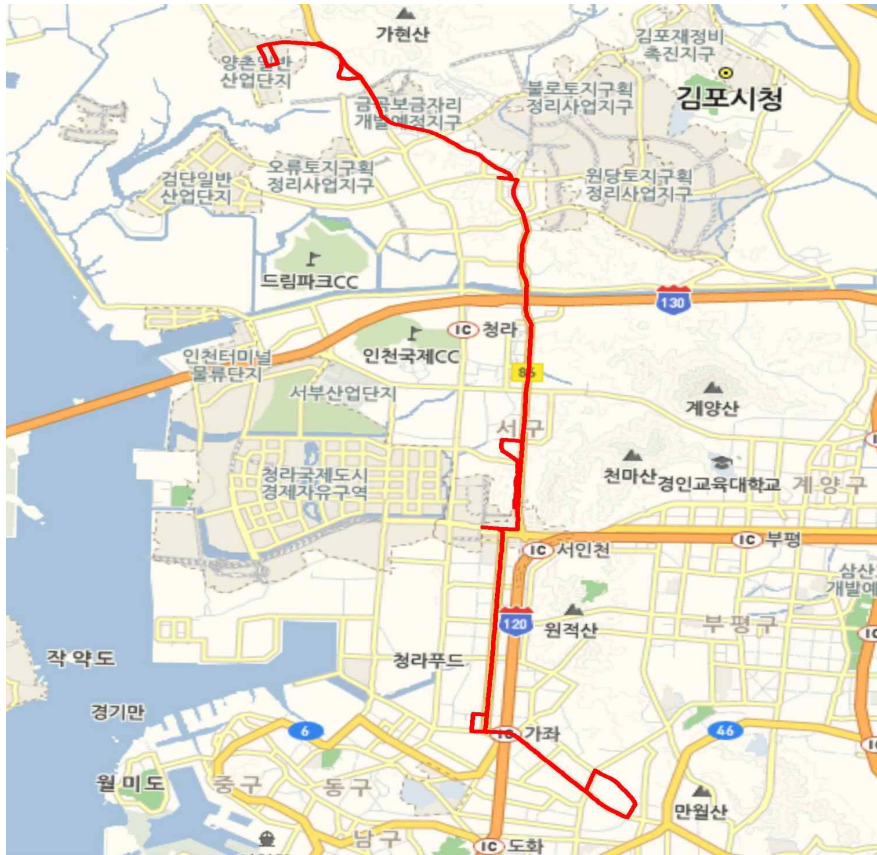 가현산
김포재정비
촉진지구
양촌일반
산업단지
김포시청
불로토지구획
정리사업지구
금곡보금자리
개발예정지구
오류토지구획
정리사업지구
원당토지구획
정리사업지구
검단일반
산업단지
드림파크CC
130
IC 청라
인천국제CC
인천터미널
물류단지
86
서부산업단지
계양산
서구
천마산
경인교육대학교
계양구
청라국제도시
경제자유구역
IC
IC 서인천
IC 부평
삼산
개발예
120
원적산
부평구
IC
작약도
청라푸드
경기만
6
IC 가좌
46
IC
월미도
중구
동구
만월산
남구
IC 도화